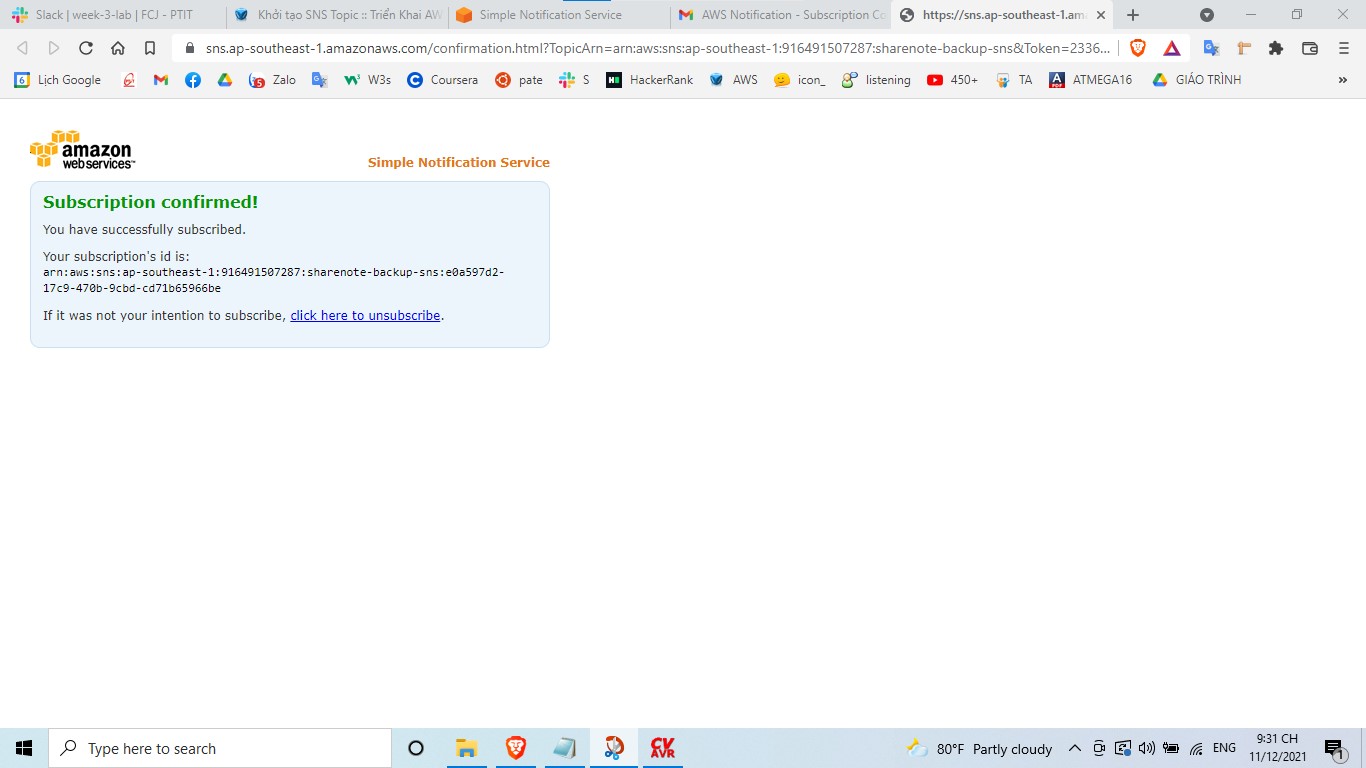 Slack | week-3-lab | FCJ - PTIT
Khởi tạo SNS Topic :: Triển Khai AW
Simple Notification Service
AWS Notification - Subscription Co
https://sns.ap-southeast-1.ama
sns.ap-southeast-1.amazonaws.com/confirmation.html?TopicArn=arn:aws:sns:ap-southeast-1:916491507287:sharenote-backup-sns&Token=2336...
Lịch Google
Zalo
W3s
Coursera
pate
S
HackerRank
AWS
icon_
listening
450+
TA
ATMEGA16
GIÁO TRÌNH
amazon
web services™
Simple Notification Service
Subscription confirmed!
You have successfully subscribed.
Your subscription's id is:
arn:aws:sns:ap-southeast-1:916491507287:sharenote-backup-sns:e0a597d2-
17c9-470b-9cbd-cd71b65966be
If it was not your intention to subscribe, click here to unsubscribe.
Type here to search
CV
AVR
80°F Partly cloudy
ENG
9:31 CH
11/12/2021
1